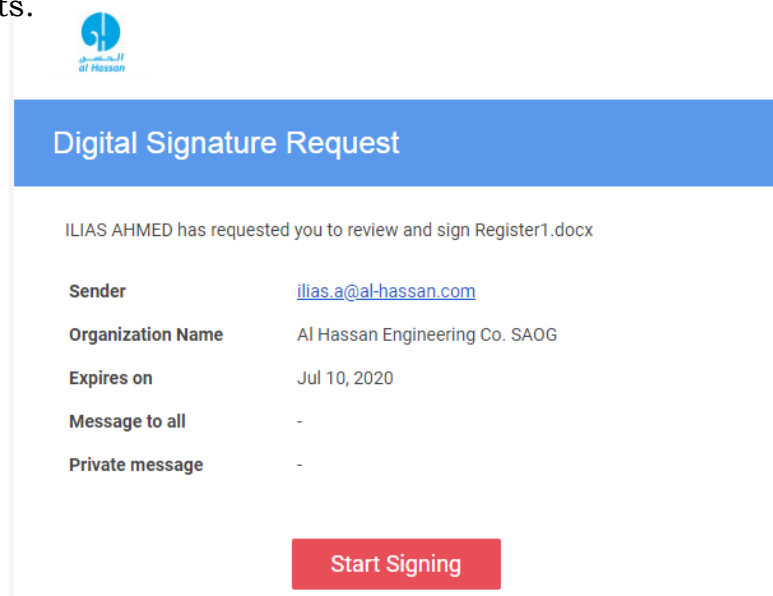 ts.
الحسن
al Hassan
Digital Signature Request
ILIAS AHMED has requested you to review and sign Register1.docx
Sender ilias.a@al-hassan.com
Organization Name Al Hassan Engineering Co. SAOG
Expires on Jul 10, 2020
Message to all -
Private message -
Start Signing